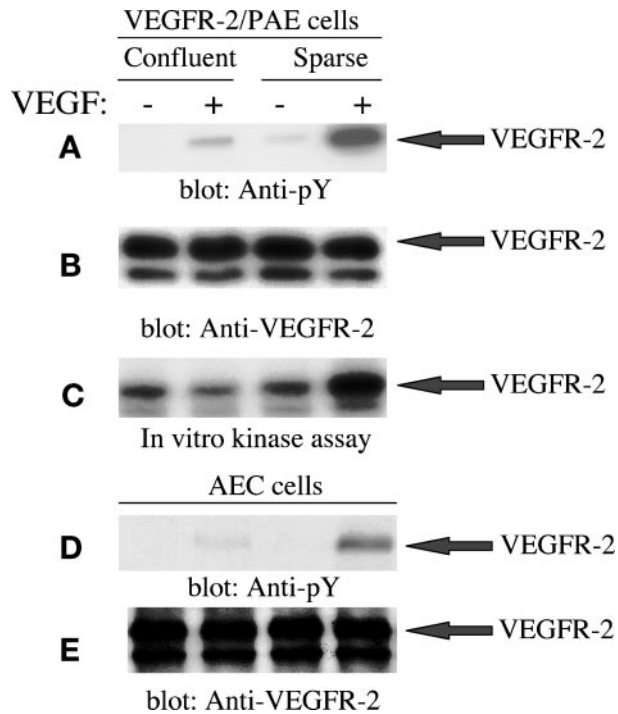 VEGFR-2/PAE cells
Confluent Sparse
VEGF: - + - +
A VEGFR-2
blot: Anti-pY
B VEGFR-2
blot: Anti-VEGFR-2
C VEGFR-2
In vitro kinase assay
AEC cells
D VEGFR-2
blot: Anti-pY
E VEGFR-2
blot: Anti-VEGFR-2